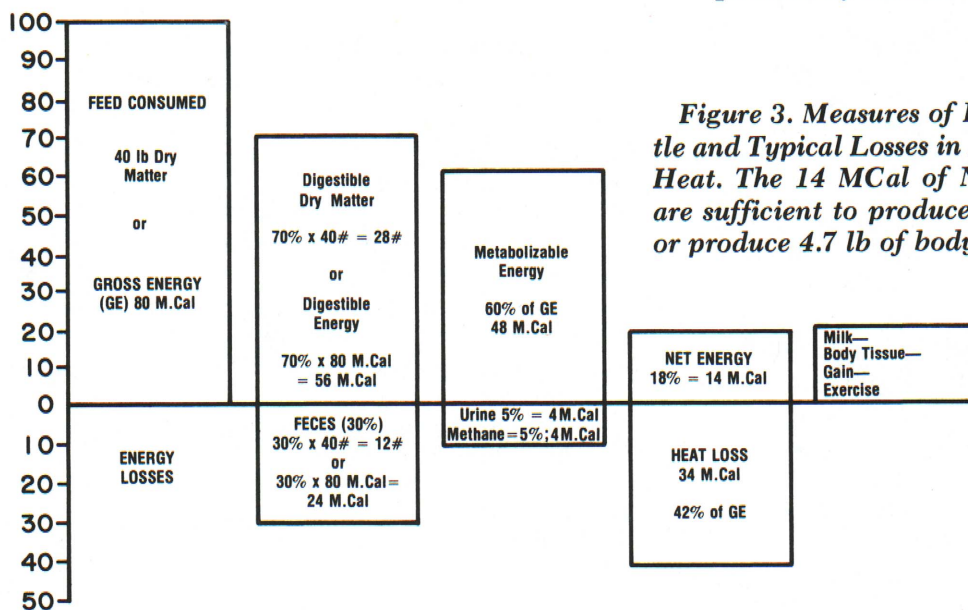 100
90
80
70
60
50
40
30
20
10
0
10
20
30
40
50
FEED CONSUMED
40 lb Dry
Matter
or
GROSS ENERGY
(GE) 80 M.Cal
ENERGY
LOSSES
Digestible
Dry Matter
70% x 40# = 28#
or
Digestible
Energy
70% x 80 M.Cal
= 56 M.Cal
FECES (30%)
30% x 40# = 12#
or
30% x 80 M.Cal=
24 M.Cal
Metabolizable
Energy
60% of GE
48 M.Cal
Urine 5% = 4M.Cal
Methane=5%;4M.Cal
NET ENERGY
18% = 14 M.Cal
HEAT LOSS
34 M.Cal
42% of GE
Milk—
Body Tissue—
Gain—
Exercise
Figure 3. Measures of
tle and Typical Losses in
Heat. The 14 MCal of
are sufficient to produce
or produce 4.7 lb of body